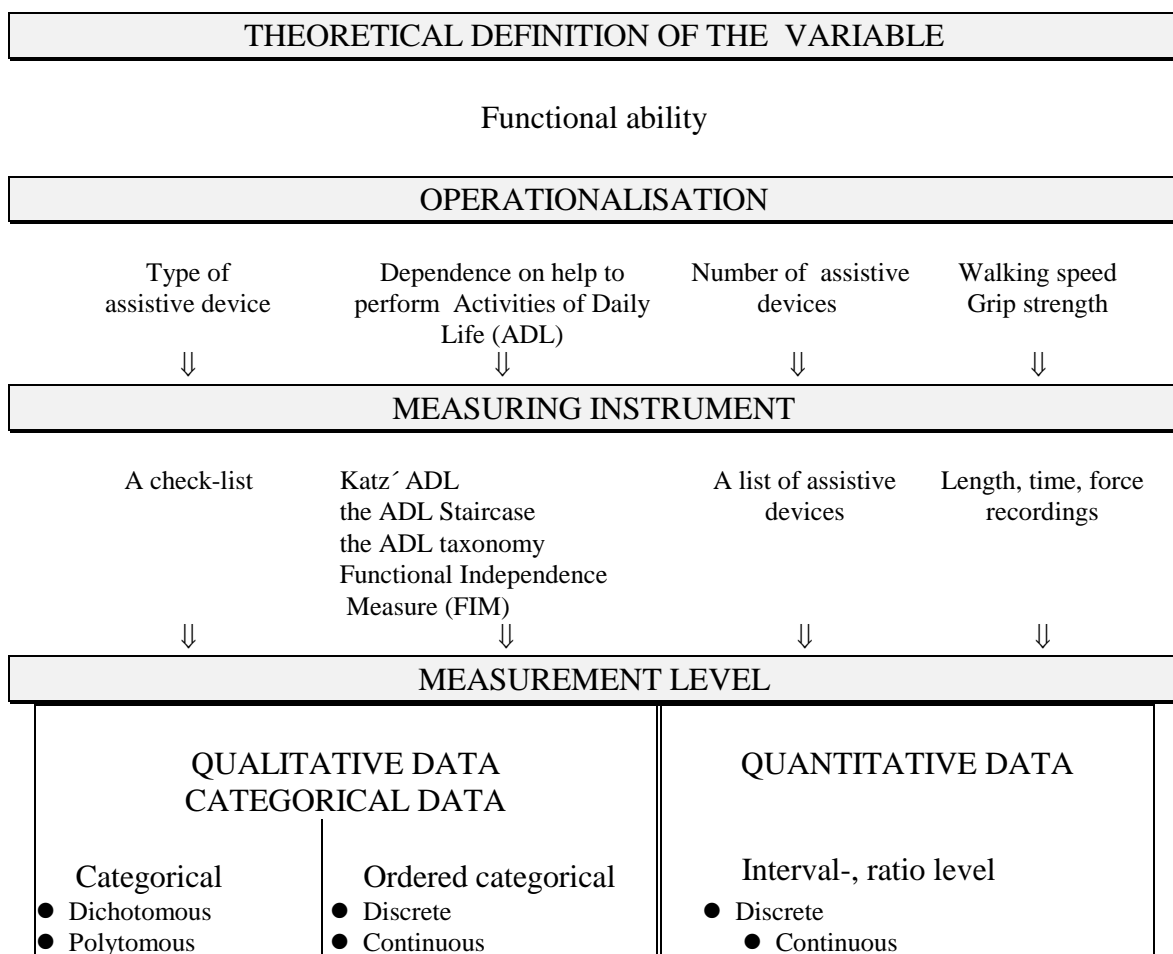 THEORETICAL DEFINITION OF THE VARIABLE
Functional ability
OPERATIONALISATION
Type of
assistive device
Dependence on help to
perform Activities of Daily
Life (ADL)
Number of assistive
devices
Walking speed
Grip strength
⇓ ⇓ ⇓ ⇓
MEASURING INSTRUMENT
A check-list
Katz´ ADL
the ADL Staircase
the ADL taxonomy
Functional Independence
Measure (FIM)
A list of assistive
devices
Length, time, force
recordings
⇓ ⇓ ⇓ ⇓
MEASUREMENT LEVEL
QUALITATIVE DATA
CATEGORICAL DATA
Categorical
● Dichotomous
● Polytomous
Ordered categorical
● Discrete
● Continuous
QUANTITATIVE DATA
Interval-, ratio level
● Discrete
● Continuous